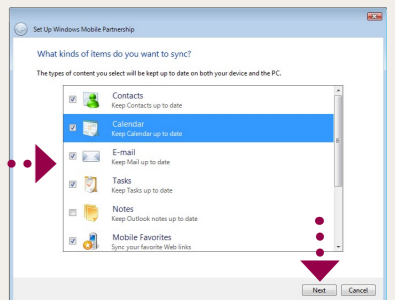 Set Up Windows Mobile Partnership
What kinds of items do you want to sync?
The types of content you select will be kept up to date on both your device and the PC.
Contacts
Keep Contacts up to date
Calendar
Keep Calendar up to date
E-mail
Keep Mail up to date
Tasks
Keep Tasks up to date
Notes
Keep Outlook notes up to date
Mobile Favorites
Sync your favorite Web links
Next Cancel